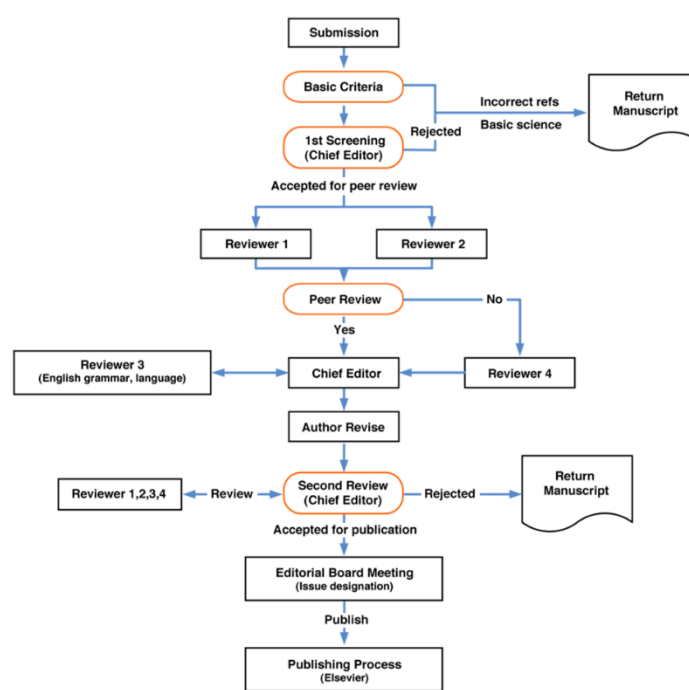 Submission
Basic Criteria
Incorrect refs
Basic science
Return
Manuscript
Rejected
1st Screening
(Chief Editor)
Accepted for peer review
Reviewer 1
Reviewer 2
Peer Review
No
Yes
Reviewer 3
(English grammar, language)
Chief Editor
Reviewer 4
Author Revise
Reviewer 1,2,3,4
Review
Second Review
(Chief Editor)
Rejected
Return
Manuscript
Accepted for publication
Editorial Board Meeting
(Issue designation)
Publish
Publishing Process
(Elsevier)